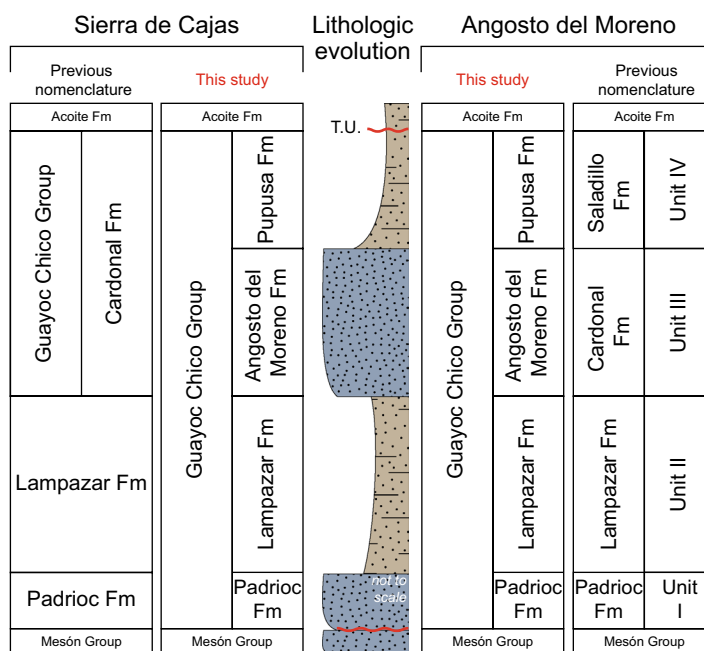 Sierra de Cajas
Lithologic
evolution
Angosto del Moreno
Previous
nomenclature
This study
This study
Previous
nomenclature
Acoite Fm
Acoite Fm
Acoite Fm
Acoite Fm
T.U.
Guayoc Chico Group
Cardonal Fm
Guayoc Chico Group
Pupusa Fm
Angosto del
Moreno Fm
Guayoc Chico Group
Pupusa Fm
Angosto del
Moreno Fm
Saladillo
Fm
Unit IV
Cardonal
Fm
Unit III
Lampazar Fm
Lampazar Fm
Lampazar Fm
Lampazar Fm
Unit II
Padrioc Fm
Padrioc
Fm
not to
scale
Padrioc
Fm
Padrioc
Fm
Unit
I
Mesón Group
Mesón Group
Mesón Group
Mesón Group